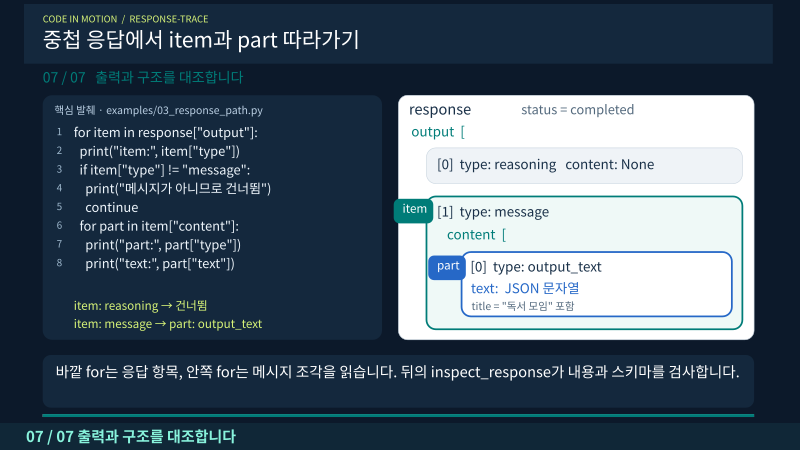 CODE IN MOTION / RESPONSE-TRACE
중첩 응답에서 item과 part 따라가기
07 / 07 출력과 구조를 대조합니다
핵심 발췌 · examples/03_response_path.py
1 for item in response["output"]:
2 print("item:", item["type"])
3 if item["type"] != "message":
4 print("메시지가 아니므로 건너뜀")
5 continue
6 for part in item["content"]:
7 print("part:", part["type"])
8 print("text:", part["text"])
item: reasoning → 건너뜀
item: message → part: output_text
response status = completed
output [
[0] type: reasoning content: None
item [1] type: message
content [
part [0] type: output_text
text: JSON 문자열
title = "독서 모임" 포함
바깥 for는 응답 항목, 안쪽 for는 메시지 조각을 읽습니다. 뒤의 inspect_response가 내용과 스키마를 검사합니다.
07 / 07 출력과 구조를 대조합니다